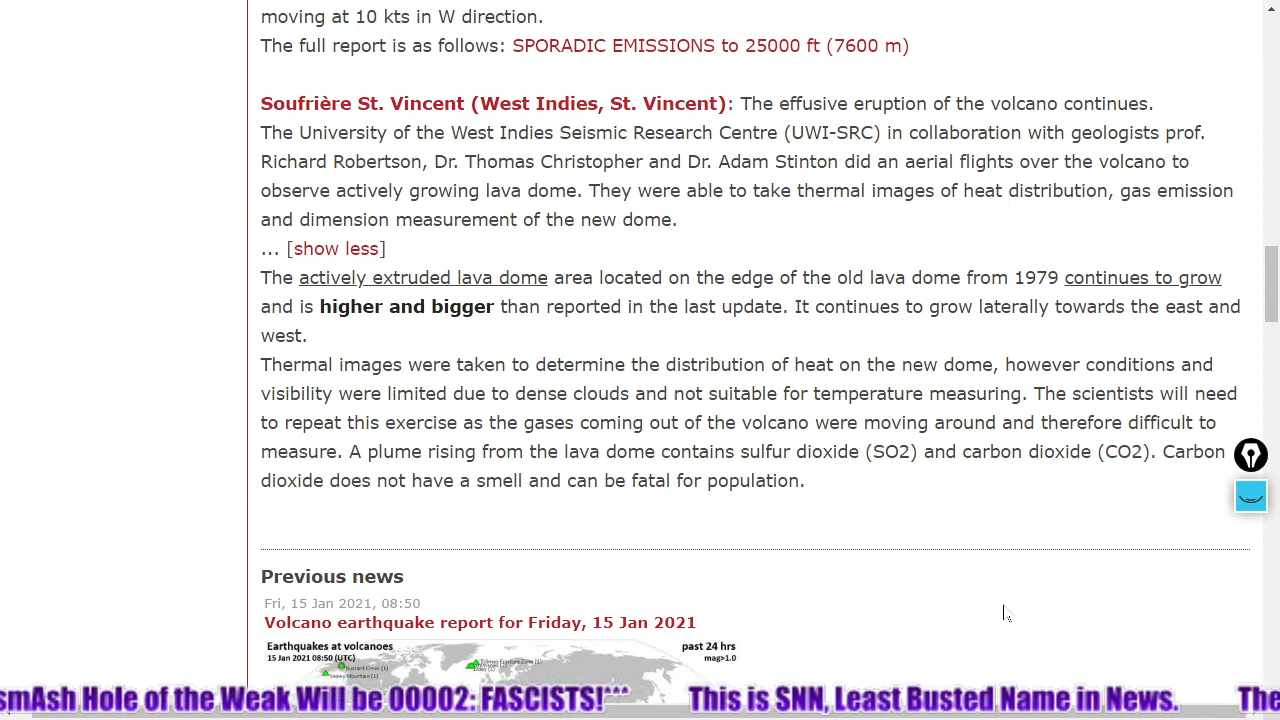 moving at 10 kts in W direction.
The full report is as follows: SPORADIC EMISSIONS to 25000 ft (7600 m)
Soufrière St. Vincent (West Indies, St. Vincent): The effusive eruption of the volcano continues.
The University of the West Indies Seismic Research Centre (UWI-SRC) in collaboration with geologists prof.
Richard Robertson, Dr. Thomas Christopher and Dr. Adam Stinton did an aerial flights over the volcano to
observe actively growing lava dome. They were able to take thermal images of heat distribution, gas emission
and dimension measurement of the new dome.
... [show less]
The actively extruded lava dome area located on the edge of the old lava dome from 1979 continues to grow
and is higher and bigger than reported in the last update. It continues to grow laterally towards the east and
west.
Thermal images were taken to determine the distribution of heat on the new dome, however conditions and
visibility were limited due to dense clouds and not suitable for temperature measuring. The scientists will need
to repeat this exercise as the gases coming out of the volcano were moving around and therefore difficult to
measure. A plume rising from the lava dome contains sulfur dioxide (SO2) and carbon dioxide (CO2). Carbon
dioxide does not have a smell and can be fatal for population.
Previous news
Fri, 15 Jan 2021, 08:50
Volcano earthquake report for Friday, 15 Jan 2021
Earthquakes at volcanoes past 24 hrs
15 Jan 2021 08:50 (UTC) mag>1.0
Fracture Zone (1)
Buzzard Creek (1)
Snowy Mountain (1)
smAsh Hole of the Weak Will be 00002: FASCISTS!*** This is SNN, Least Busted Name in News. The